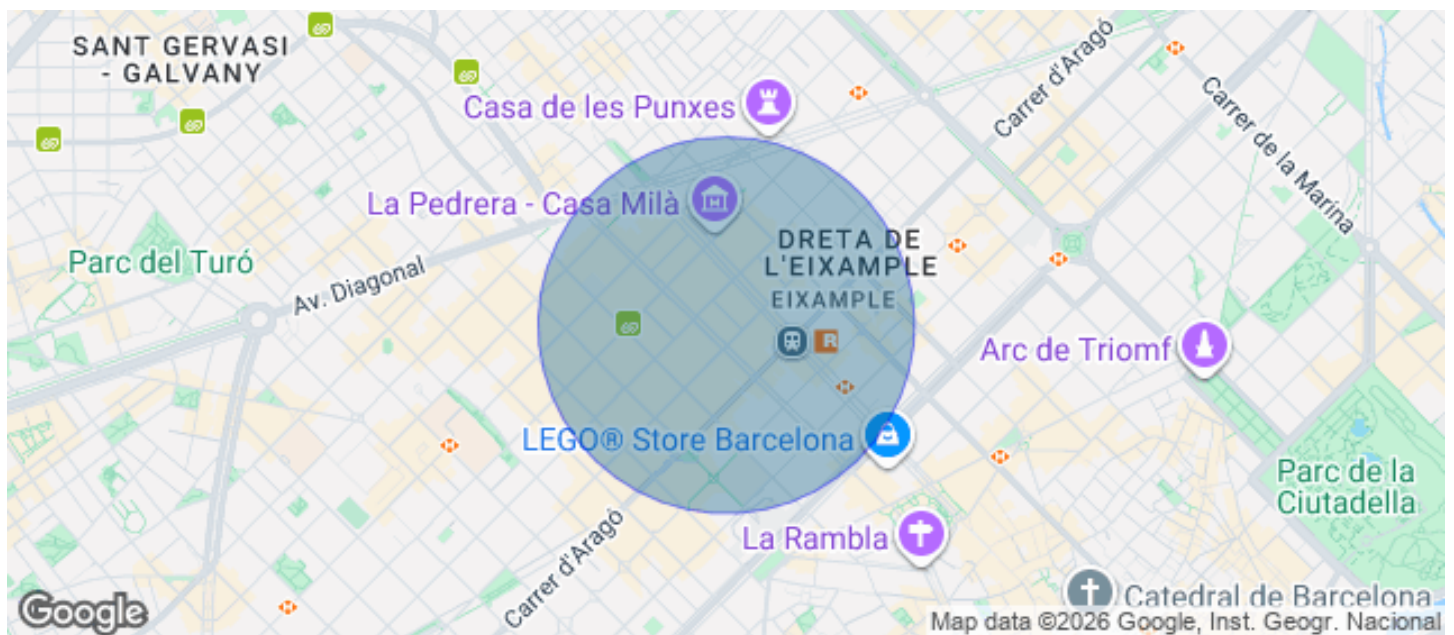 SANT GERVASI
- GALVANY
Casa de les Punxes
Carrer d'Aragó
Carrer de la Marina
La Pedrera - Casa Milà
DRETA DE
L'EIXAMPLE
EIXAMPLE
Parc del Turó
Av. Diagonal
R
Arc de Triomf
LEGO® Store Barcelona
Parc de la
Ciutadella
Carrer d'Aragó
La Rambla
Catedral de Barcelona
Google
Map data ©2026 Google, Inst. Geogr. Nacional